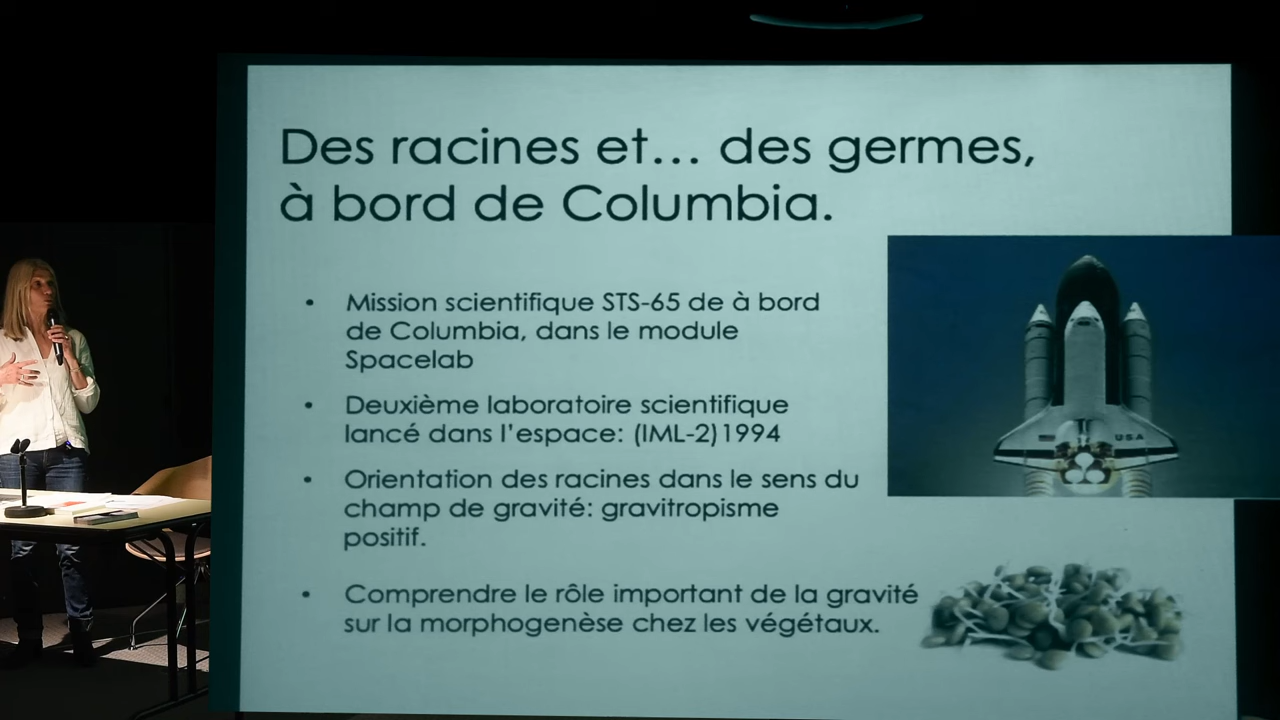 Des racines et... des germes,
à bord de Columbia.
• Mission scientifique STS-65 de à bord
de Columbia, dans le module
Spacelab
• Deuxième laboratoire scientifique
lancé dans l'espace: (IML-2)1994
• Orientation des racines dans le sens du
champ de gravité: gravitropisme
positif.
• Comprendre le rôle important de la gravité
sur la morphogenèse chez les végétaux.
USA